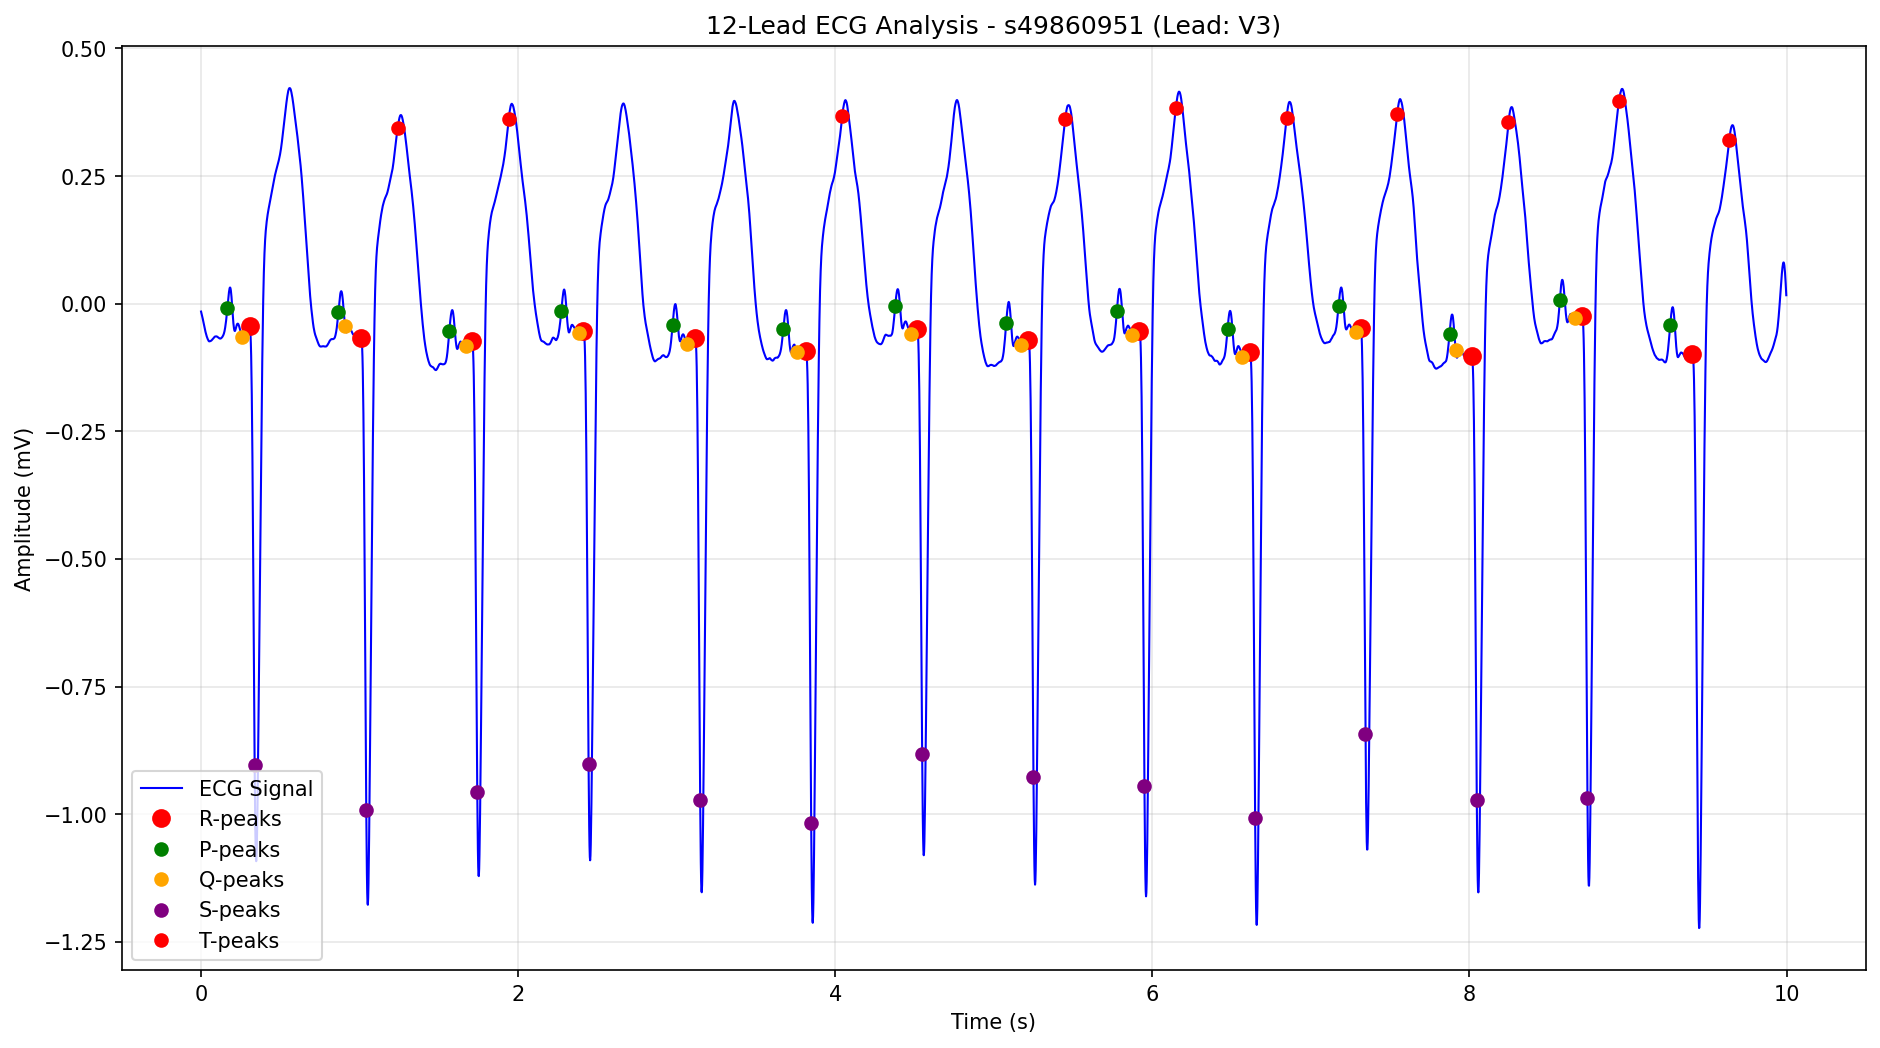 12-Lead ECG Analysis - s49860951 (Lead: V3)
Amplitude (mV)
0.50
0.25
0.00
−0.25
−0.50
−0.75
−1.00
−1.25
ECG Signal
R-peaks
P-peaks
Q-peaks
S-peaks
T-peaks
0 2 4 6 8 10
Time (s)